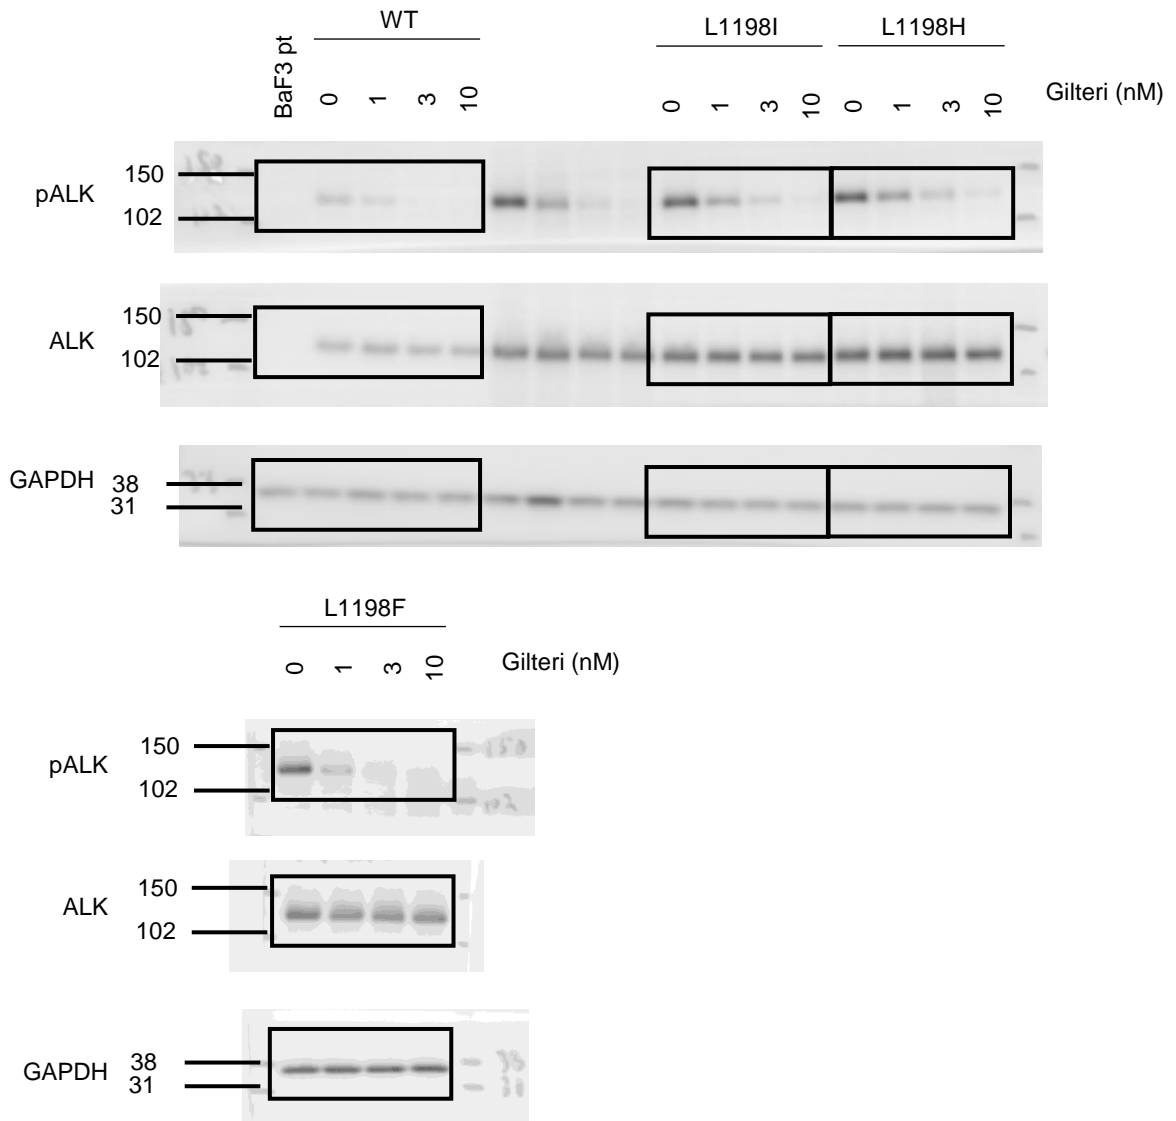 WT L1198I L1198H
BaF3 pt 0 1 3 10 0 1 3 10 0 1 3 10 Gilteri (nM)
pALK 150
102
ALK 150
102
GAPDH 38
31
L1198F
0 1 3 10 Gilteri (nM)
pALK 150
102
ALK 150
102
GAPDH 38
31